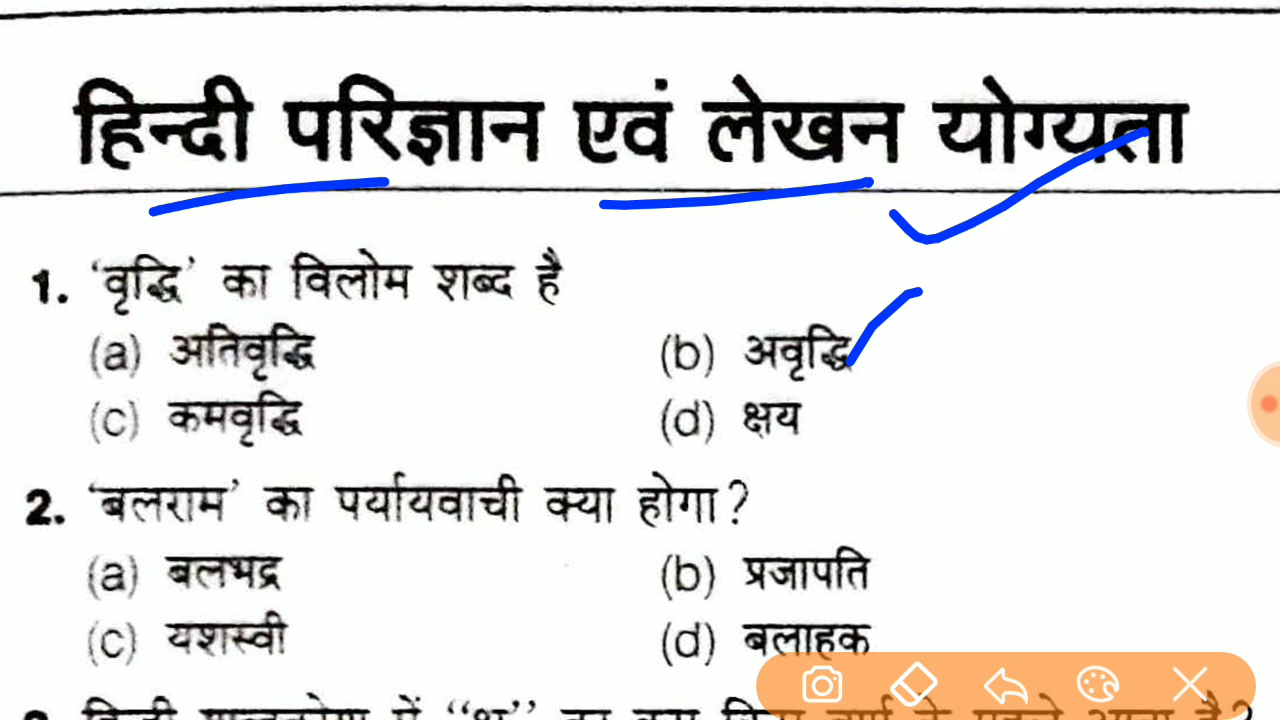 हिन्दी परिज्ञान एवं लेखन योग्यता
1. 'वृद्धि' का विलोम शब्द है
(a) अतिवृद्धि (b) अवृद्धि
(c) कमवृद्धि (d) क्षय
2. 'बलराम' का पर्यायवाची क्या होगा?
(a) बलभद्र (b) प्रजापति
(c) यशस्वी (d) बलाहक